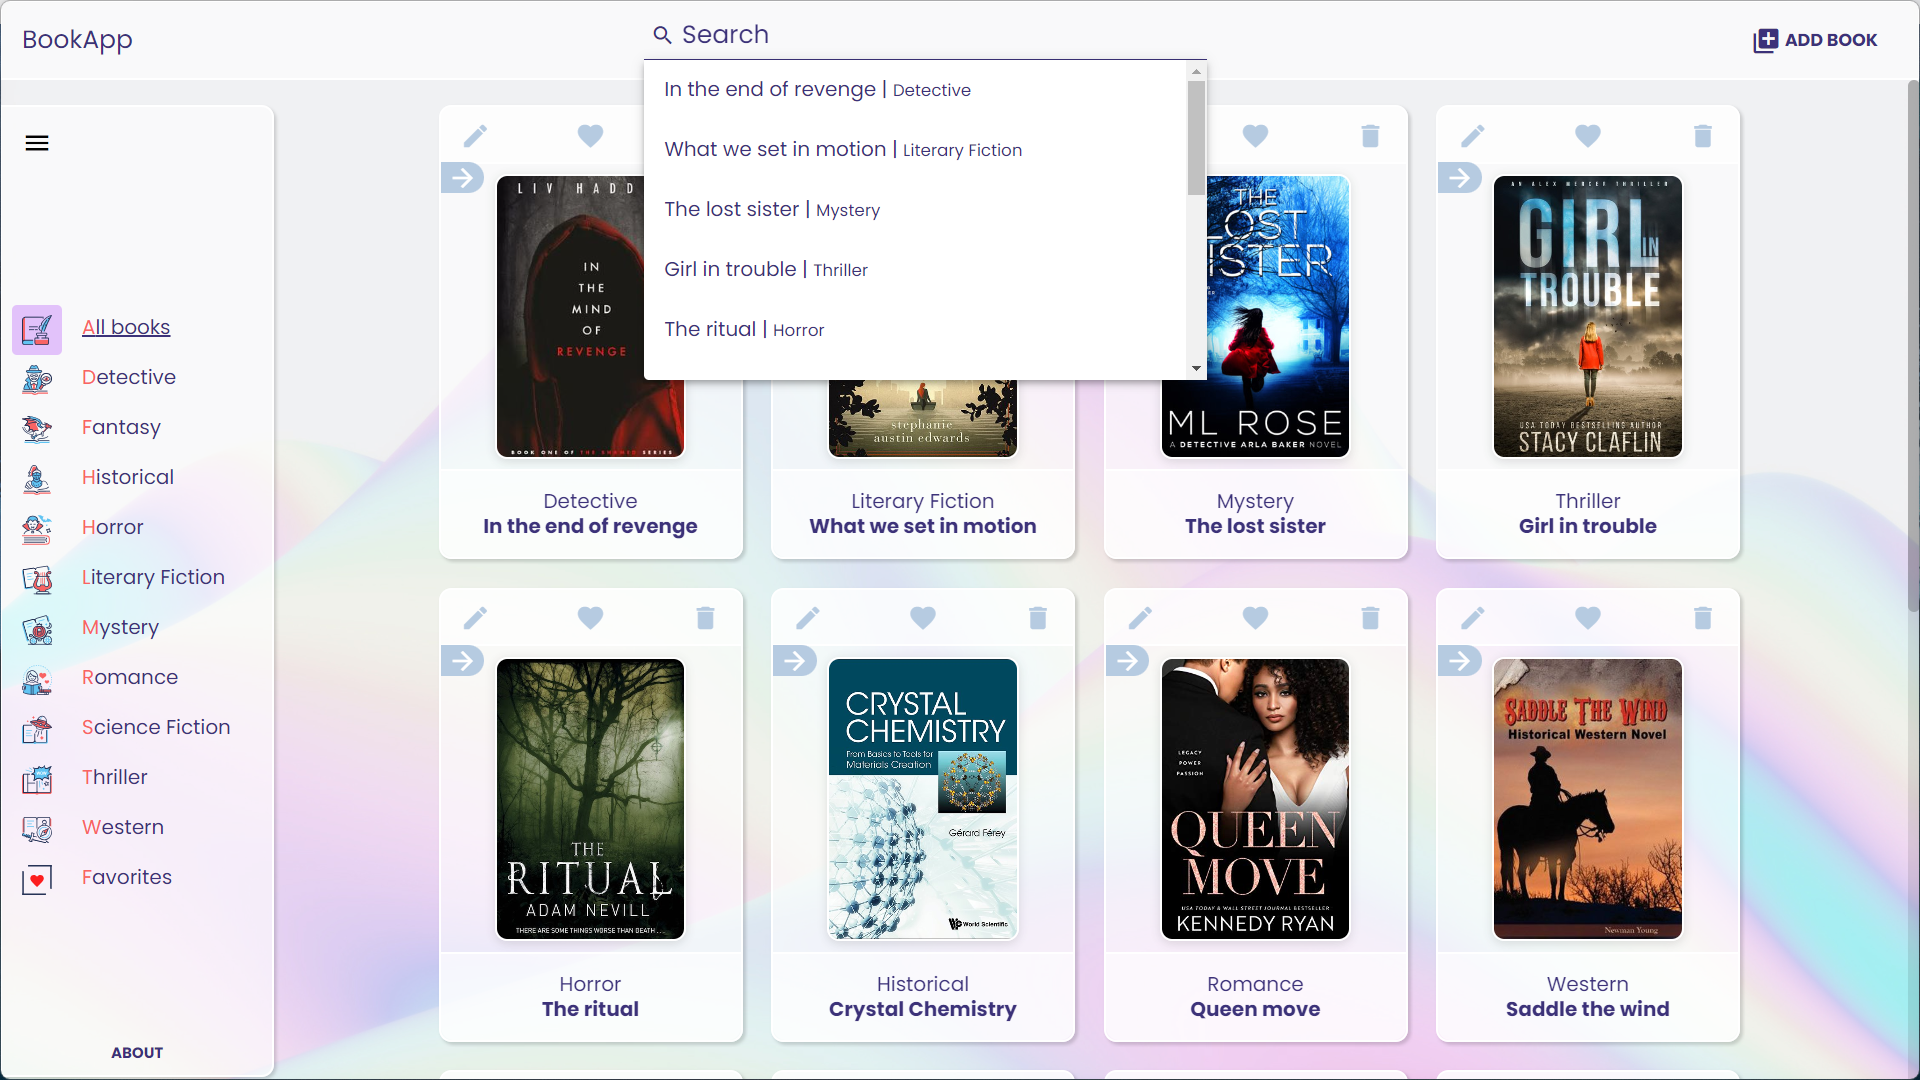 BookApp
Search
ADD BOOK
In the end of revenge | Detective
What we set in motion | Literary Fiction
The lost sister | Mystery
Girl in trouble | Thriller
The ritual | Horror
All books
Detective
Fantasy
Historical
Horror
Literary Fiction
Mystery
Romance
Science Fiction
Thriller
Western
Favorites
ABOUT
LIV HADD
IN
THE
MIND
OF
REVENGE
BOOK ONE OF THE SHAMED SERIES
Detective
In the end of revenge
stephanie
austin edwards
Literary Fiction
What we set in motion
THE
LOST
ISTER
ML ROSE
A DETECTIVE ARLA BAKER NOVEL
Mystery
The lost sister
AN ALEX MERCER THRILLER
GIRL
IN
TROUBLE
USA TODAY BESTSELLING AUTHOR
STACY CLAFLIN
Thriller
Girl in trouble
THE
RITUAL
ADAM NEVILL
THERE ARE SOME THINGS WORSE THAN DEATH . . .
Horror
The ritual
CRYSTAL
CHEMISTRY
From Basics to Tools for
Materials Creation
Gérard Férey
World Scientific
Historical
Crystal Chemistry
LEGACY
POWER
PASSION
QUEEN
MOVE
USA TODAY & WALL STREET JOURNAL BESTSELLER
KENNEDY RYAN
Romance
Queen move
SADDLE THE WIND
Historical Western Novel
Newman Young
Western
Saddle the wind